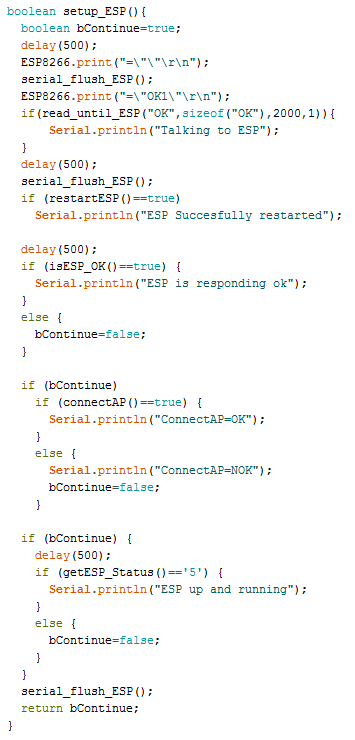 boolean setup_ESP(){
  boolean bContinue=true;
  delay(500);
  ESP8266.print("=\"\"\r\n");
  serial_flush_ESP();
  ESP8266.print("=\"OK1\"\r\n");
  if(read_until_ESP("OK",sizeof("OK"),2000,1)){
      Serial.println("Talking to ESP");
  }
  delay(500);
  serial_flush_ESP();
  if (restartESP()==true)
    Serial.println("ESP Succesfully restarted");

  delay(500);
  if (isESP_OK()==true) {
    Serial.println("ESP is responding ok");
  }
  else {
    bContinue=false;
  }

  if (bContinue)
    if (connectAP()==true) {
      Serial.println("ConnectAP=OK");
    }
    else {
      Serial.println("ConnectAP=NOK");
      bContinue=false;
    }

  if (bContinue) {
    delay(500);
    if (getESP_Status()=='5') {
      Serial.println("ESP up and running");
    }
    else {
      bContinue=false;
    }
  }
  serial_flush_ESP();
  return bContinue;
}